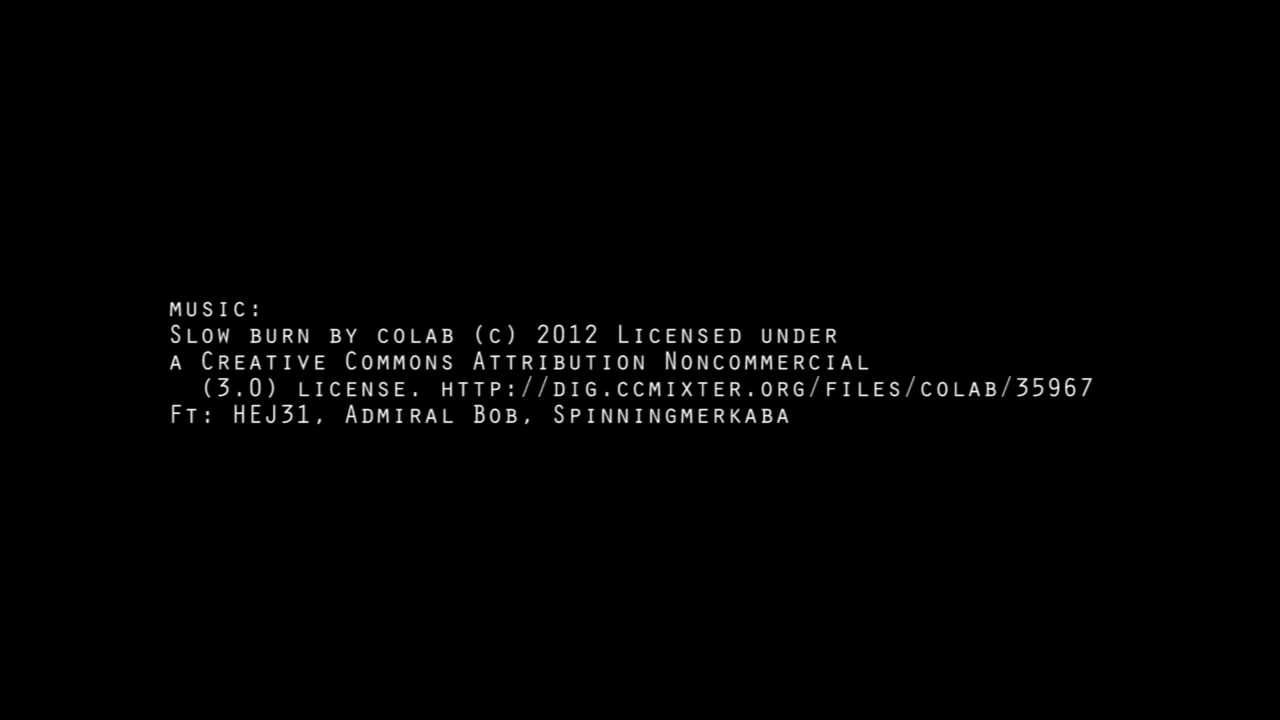 music:
Slow burn by colab (c) 2012 Licensed under
a Creative Commons Attribution Noncommercial
(3.0) license. http://dig.ccmixter.org/files/colab/35967
Ft: HEJ31, Admiral Bob, Spinningmerkaba